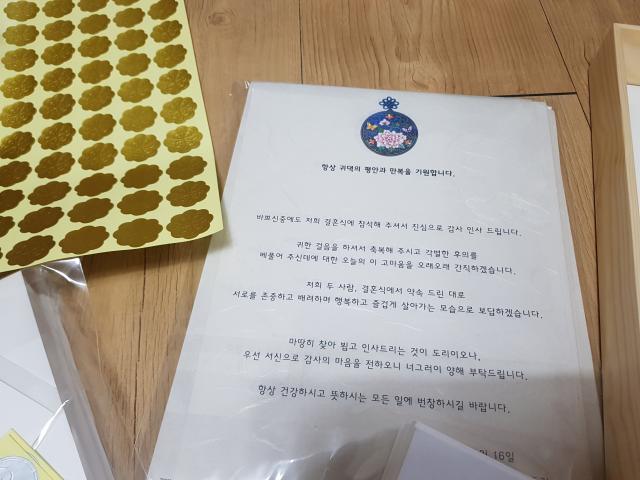 항상 귀댁의 평안과 만복을 기원합니다.
바쁘신중에도 저희 결혼식에 참석해 주셔서 진심으로 감사 인사 드립니다.
귀한 걸음을 하셔서 축복해 주시고 각별한 후의를
베풀어 주신데에 대한 오늘의 이 고마움을 오래오래 간직하겠습니다.
저희 두 사람, 결혼식에서 약속 드린 대로
서로를 존중하고 배려하며 행복하고 즐겁게 살아가는 모습으로 보답하겠습니다.
마땅히 찾아 뵙고 인사드리는 것이 도리이오나,
우선 서신으로 감사의 마음을 전하오니 너그러이 양해 부탁드립니다.
항상 건강하시고 뜻하시는 모든 일에 번창하시길 바랍니다.
16일